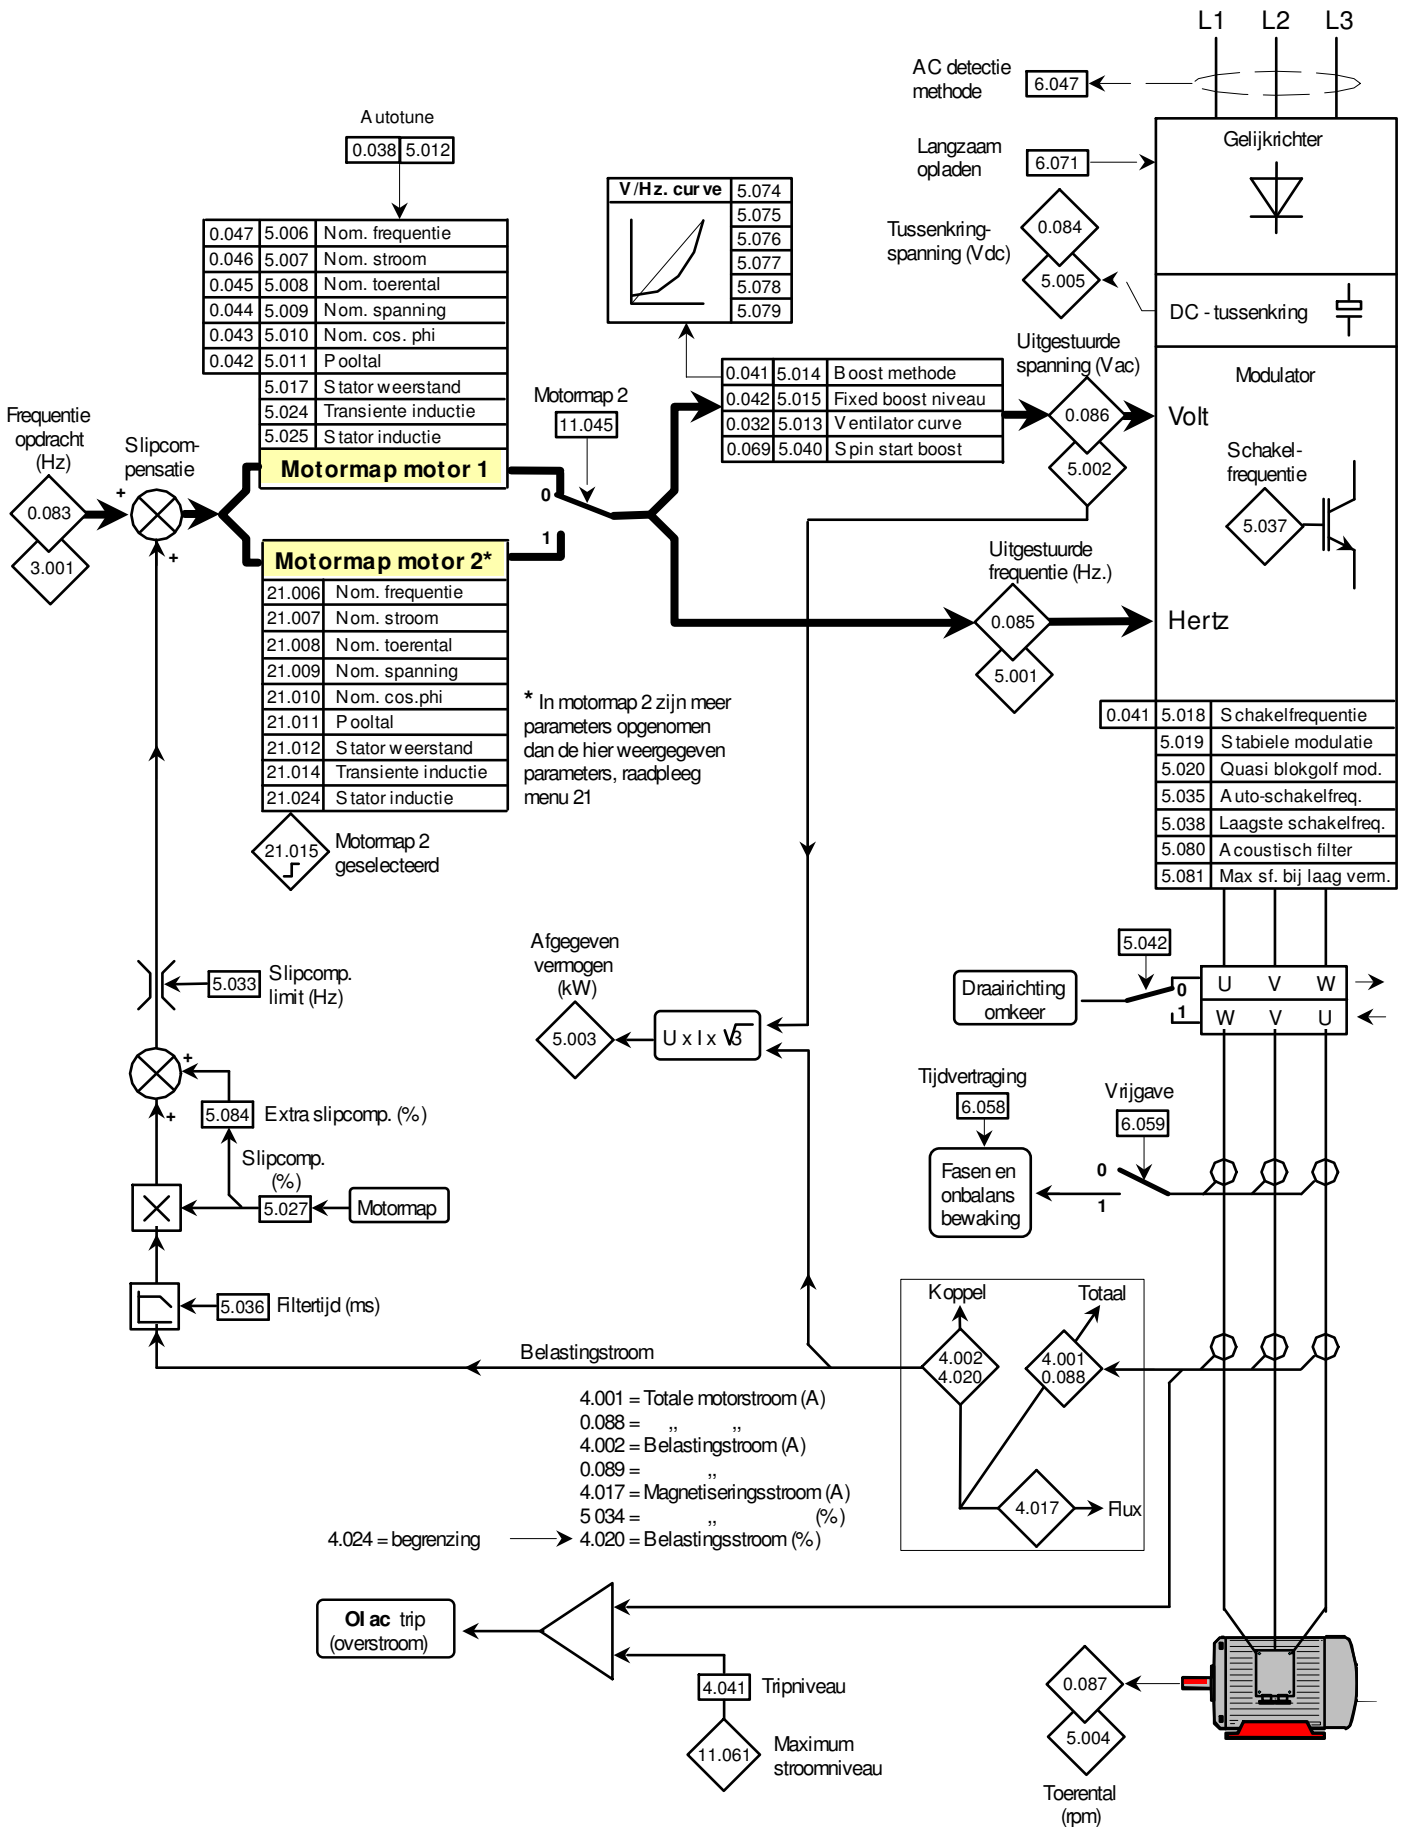 L1 L2 L3
AC detectie
methode
6.047
Gelijkrichter
Langzaam
opladen
6.071
Tussenkring-
spanning (Vdc)
0.084
5.005
DC - tussenkring
Autotune
0.038 5.012
0.047 5.006 Nom. frequentie
0.046 5.007 Nom. stroom
0.045 5.008 Nom. toerental
0.044 5.009 Nom. spanning
0.043 5.010 Nom. cos. phi
0.042 5.011 Pooltal
5.017 Stator weerstand
5.024 Transiente inductie
5.025 Stator inductie
Motormap motor 1
V/Hz. curve 5.074
5.075
5.076
5.077
5.078
5.079
0.041 5.014 Boost methode
0.042 5.015 Fixed boost niveau
0.032 5.013 Ventilator curve
0.069 5.040 Spin start boost
Uitgestuurde
spanning (Vac)
0.086
5.002
Modulator
Volt
Schakel-
frequentie
5.037
Hertz
Frequentie
opdracht
(Hz)
0.083
3.001
Slipcom-
pensatie
+
+
Motormap 2
11.045
0
1
Motormap motor 2*
21.006 Nom. frequentie
21.007 Nom. stroom
21.008 Nom. toerental
21.009 Nom. spanning
21.010 Nom. cos.phi
21.011 Pooltal
21.012 Stator weerstand
21.014 Transiente inductie
21.024 Stator inductie
21.015
Motormap 2
geselecteerd
* In motormap 2 zijn meer
parameters opgenomen
dan de hier weergegeven
parameters, raadpleeg
menu 21
Uitgestuurde
frequentie (Hz.)
0.085
5.001
0.041 5.018 Schakelfrequentie
5.019 Stabiele modulatie
5.020 Quasi blokgolf mod.
5.035 Auto-schakelfreq.
5.038 Laagste schakelfreq.
5.080 Acoustisch filter
5.081 Max sf. bij laag verm.
5.042
Draairichting
omkeer
0
1
U V W
W V U
Afgegeven
vermogen
(kW)
5.003
U x I x √3
5.033
Slipcomp.
limit (Hz)
+
+
5.084 Extra slipcomp. (%)
Slipcomp.
(%)
5.027
Motormap
5.036 Filtertijd (ms)
Tijdvertraging
6.058
Vrijgave
6.059
0
1
Fasen en
onbalans
bewaking
Koppel
Totaal
4.002
4.020
4.001
0.088
4.017
Flux
Belastingstroom
4.001 = Totale motorstroom (A)
0.088 = ,, ,,
4.002 = Belastingstroom (A)
0.089 = ,,
4.017 = Magnetiseringsstroom (A)
5 034 = ,, (%)
4.024 = begrenzing 4.020 = Belastingsstroom (%)
OI ac trip
(overstroom)
4.041 Tripniveau
11.061
Maximum
stroomniveau
0.087
5.004
Toerental
(rpm)